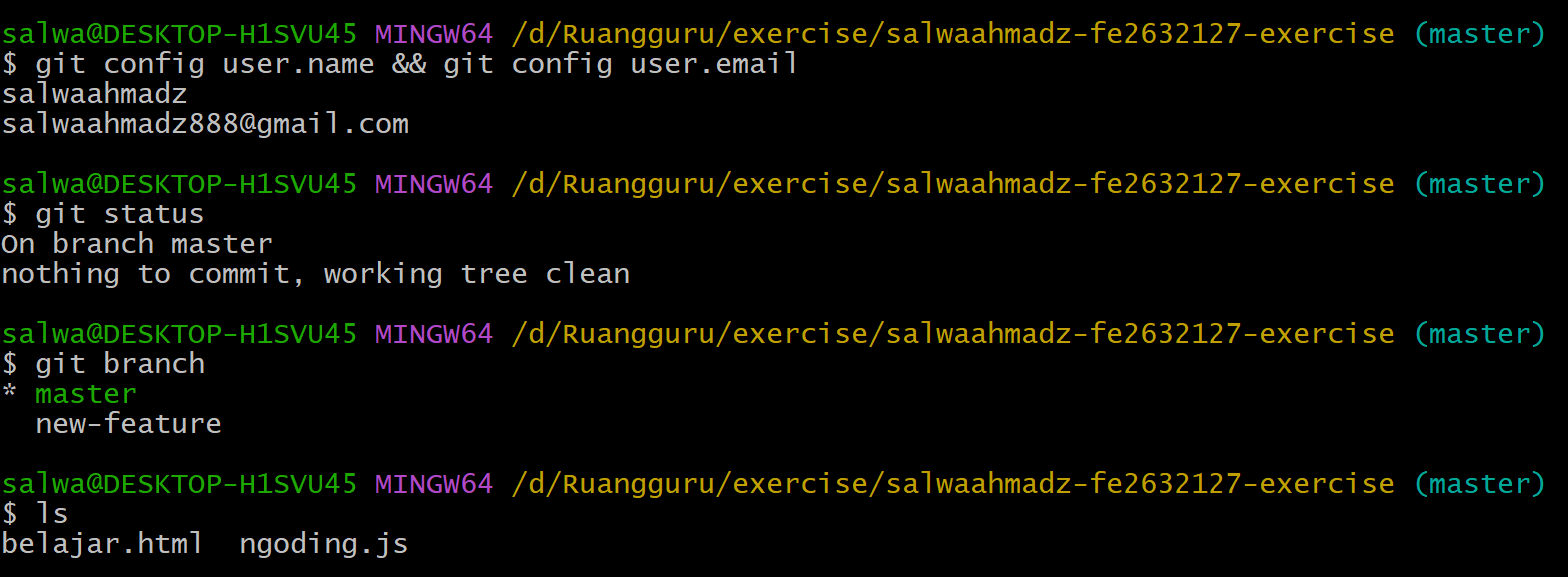 salwa@DESKTOP-H1SVU45 MINGW64 /d/Ruangguru/exercise/salwaahmadz-fe2632127-exercise (master)
$ git config user.name && git config user.email
salwaahmadz
salwaahmadz888@gmail.com
salwa@DESKTOP-H1SVU45 MINGW64 /d/Ruangguru/exercise/salwaahmadz-fe2632127-exercise (master)
$ git status
On branch master
nothing to commit, working tree clean
salwa@DESKTOP-H1SVU45 MINGW64 /d/Ruangguru/exercise/salwaahmadz-fe2632127-exercise (master)
$ git branch
* master
  new-feature
salwa@DESKTOP-H1SVU45 MINGW64 /d/Ruangguru/exercise/salwaahmadz-fe2632127-exercise (master)
$ ls
belajar.html  ngoding.js